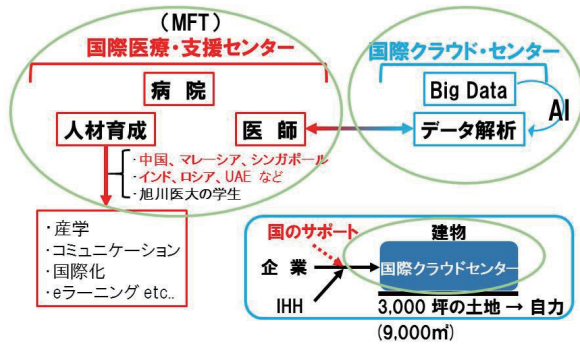 (MFT)
国際医療・支援センター
病 院
人材育成
医 師
・中国、マレーシア、シンガポール
・インド、ロシア、UAE など
・旭川医大の学生
・産学
・コミュニケーション
・国際化
・eラーニング etc..
国際クラウド・センター
Big Data
AI
データ解析
国のサポート
建物
企 業
国際クラウドセンター
IHH
3,000 坪の土地 → 自力
(9,000㎡)